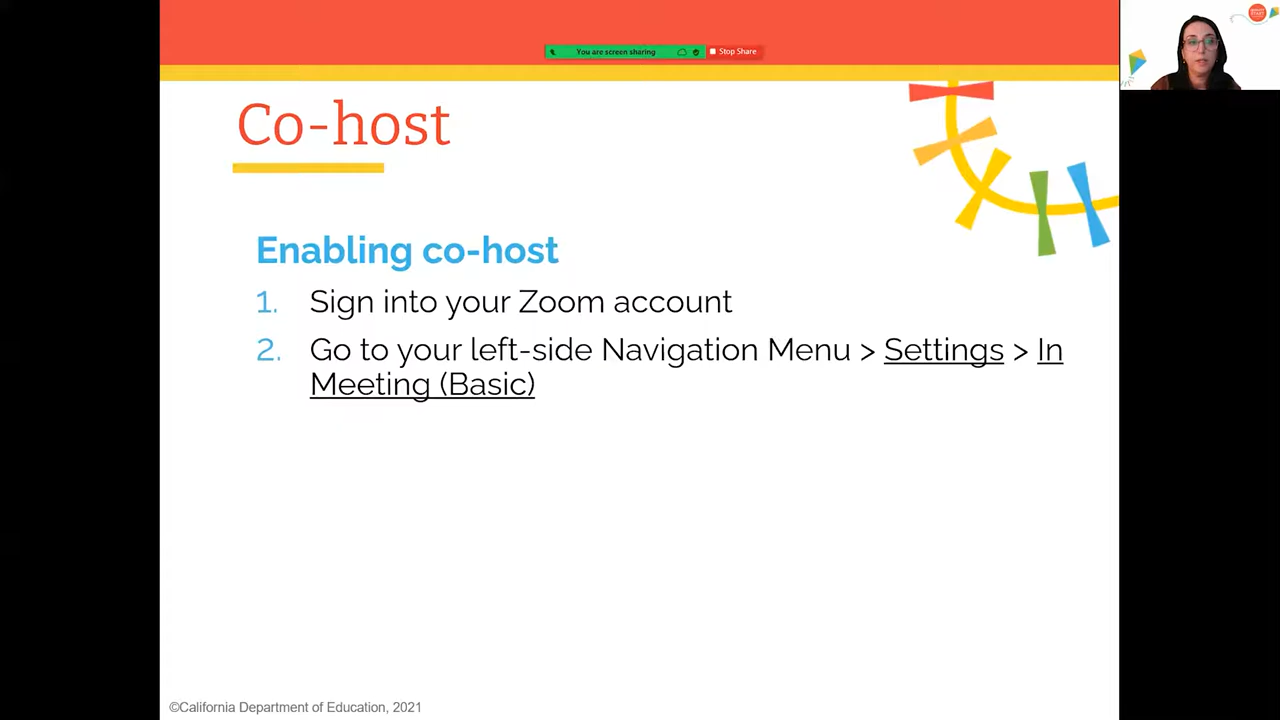 You are screen sharing
Stop Share
Co-host
Enabling co-host
1. Sign into your Zoom account
2. Go to your left-side Navigation Menu > Settings > In
Meeting (Basic)
©California Department of Education, 2021